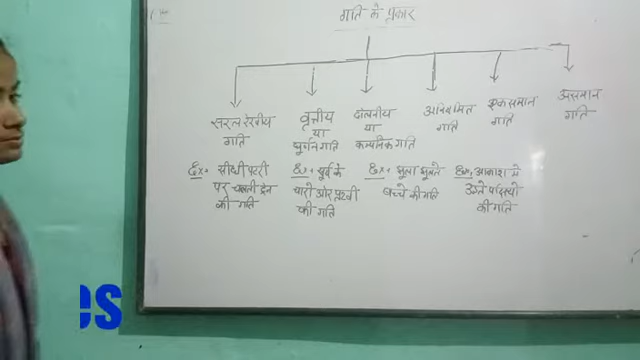 गति के प्रकार
सरल रेखीय
गति
वृत्तीय
या
घुर्णन गति
दोलनीय
या
कम्पनिक गति
अनियमित
गति
एकसमान
गति
असमान
गति
Ex. सीधी पटरी
पर चलती ट्रेन
की गति
Ex. सूर्य के
चारो ओर पृथ्वी
की गति
Ex. झुला झुलते
बच्चे की गति
Ex. आकाश में
उड़ते पक्षियों
की गति
CS